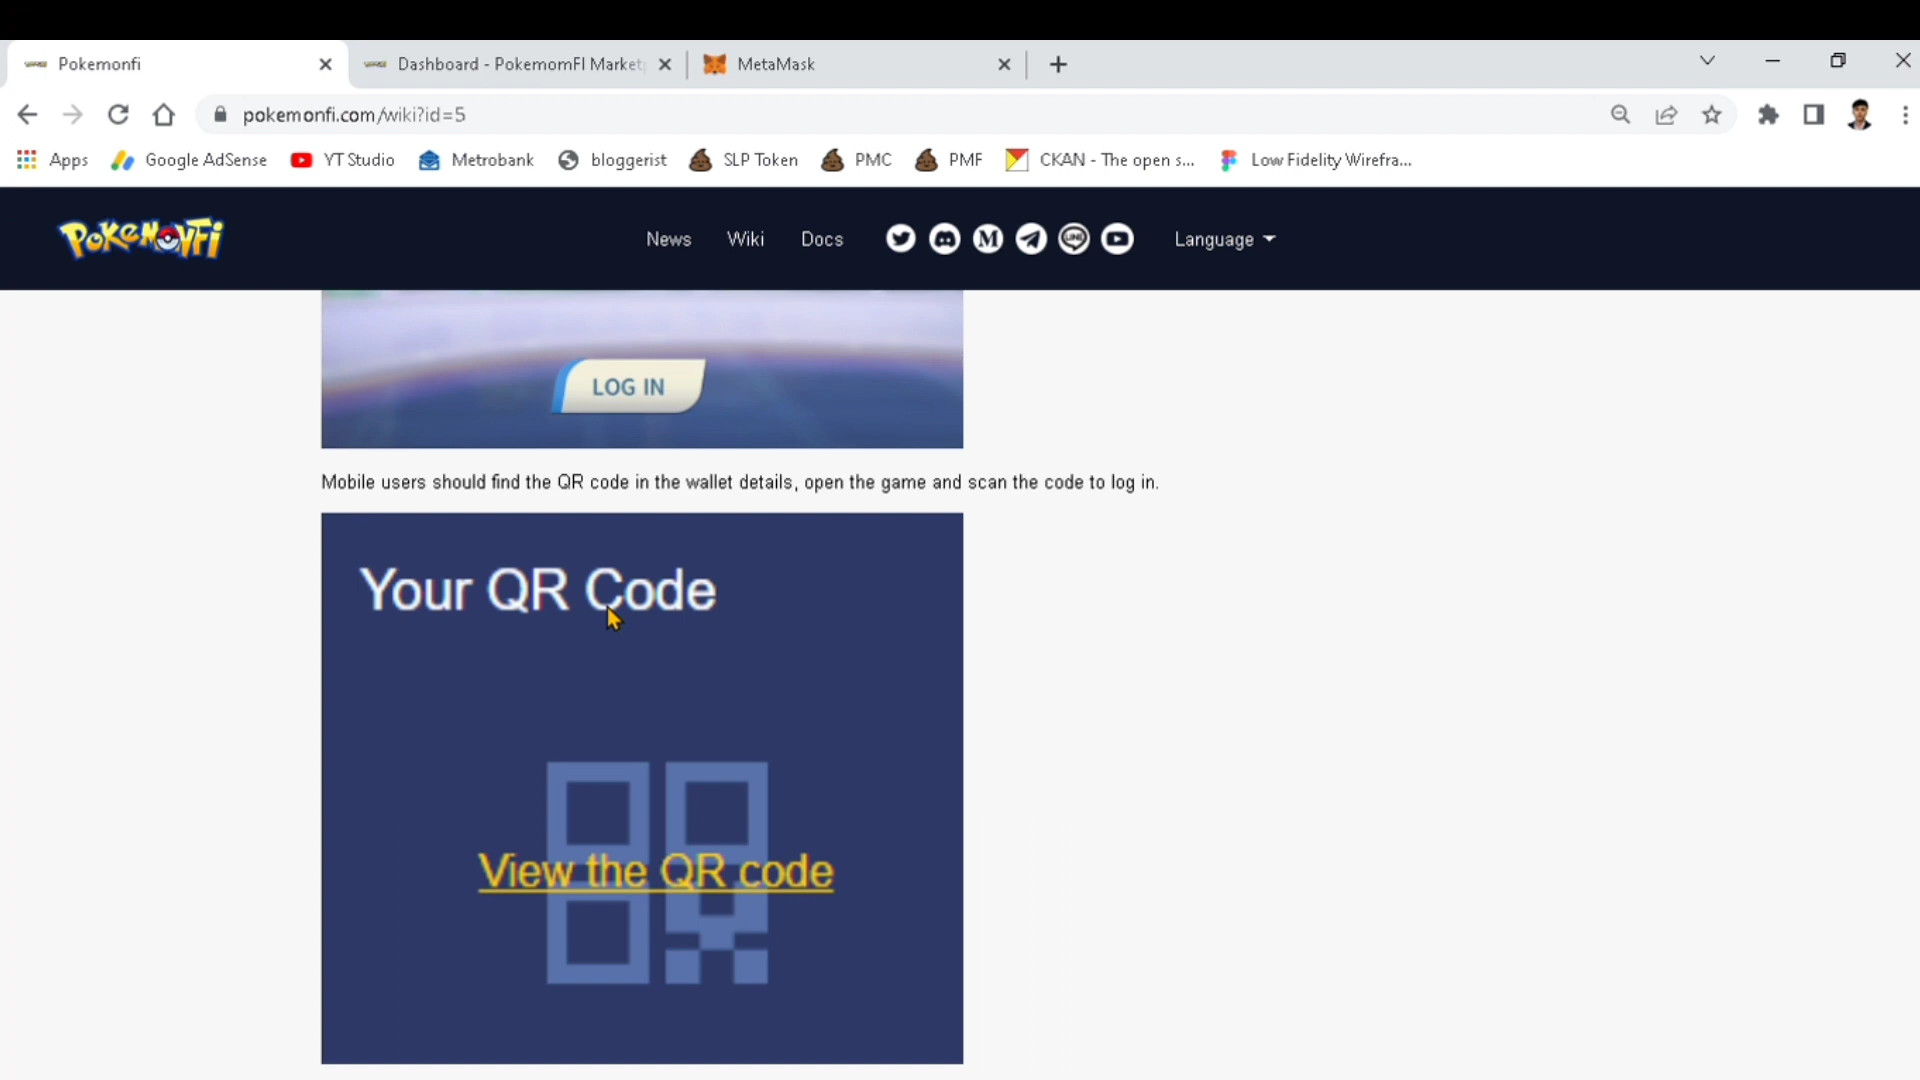 Pokemonfi
Dashboard - PokemomFI Market
MetaMask
pokemonfi.com/wiki?id=5
Apps
Google AdSense
YT Studio
Metrobank
bloggerist
SLP Token
PMC
PMF
CKAN - The open s...
Low Fidelity Wirefra...
POKEMONFi
News
Wiki
Docs
M
LINE
Language
LOG IN
Mobile users should find the QR code in the wallet details, open the game and scan the code to log in.
Your QR Code
View the QR code